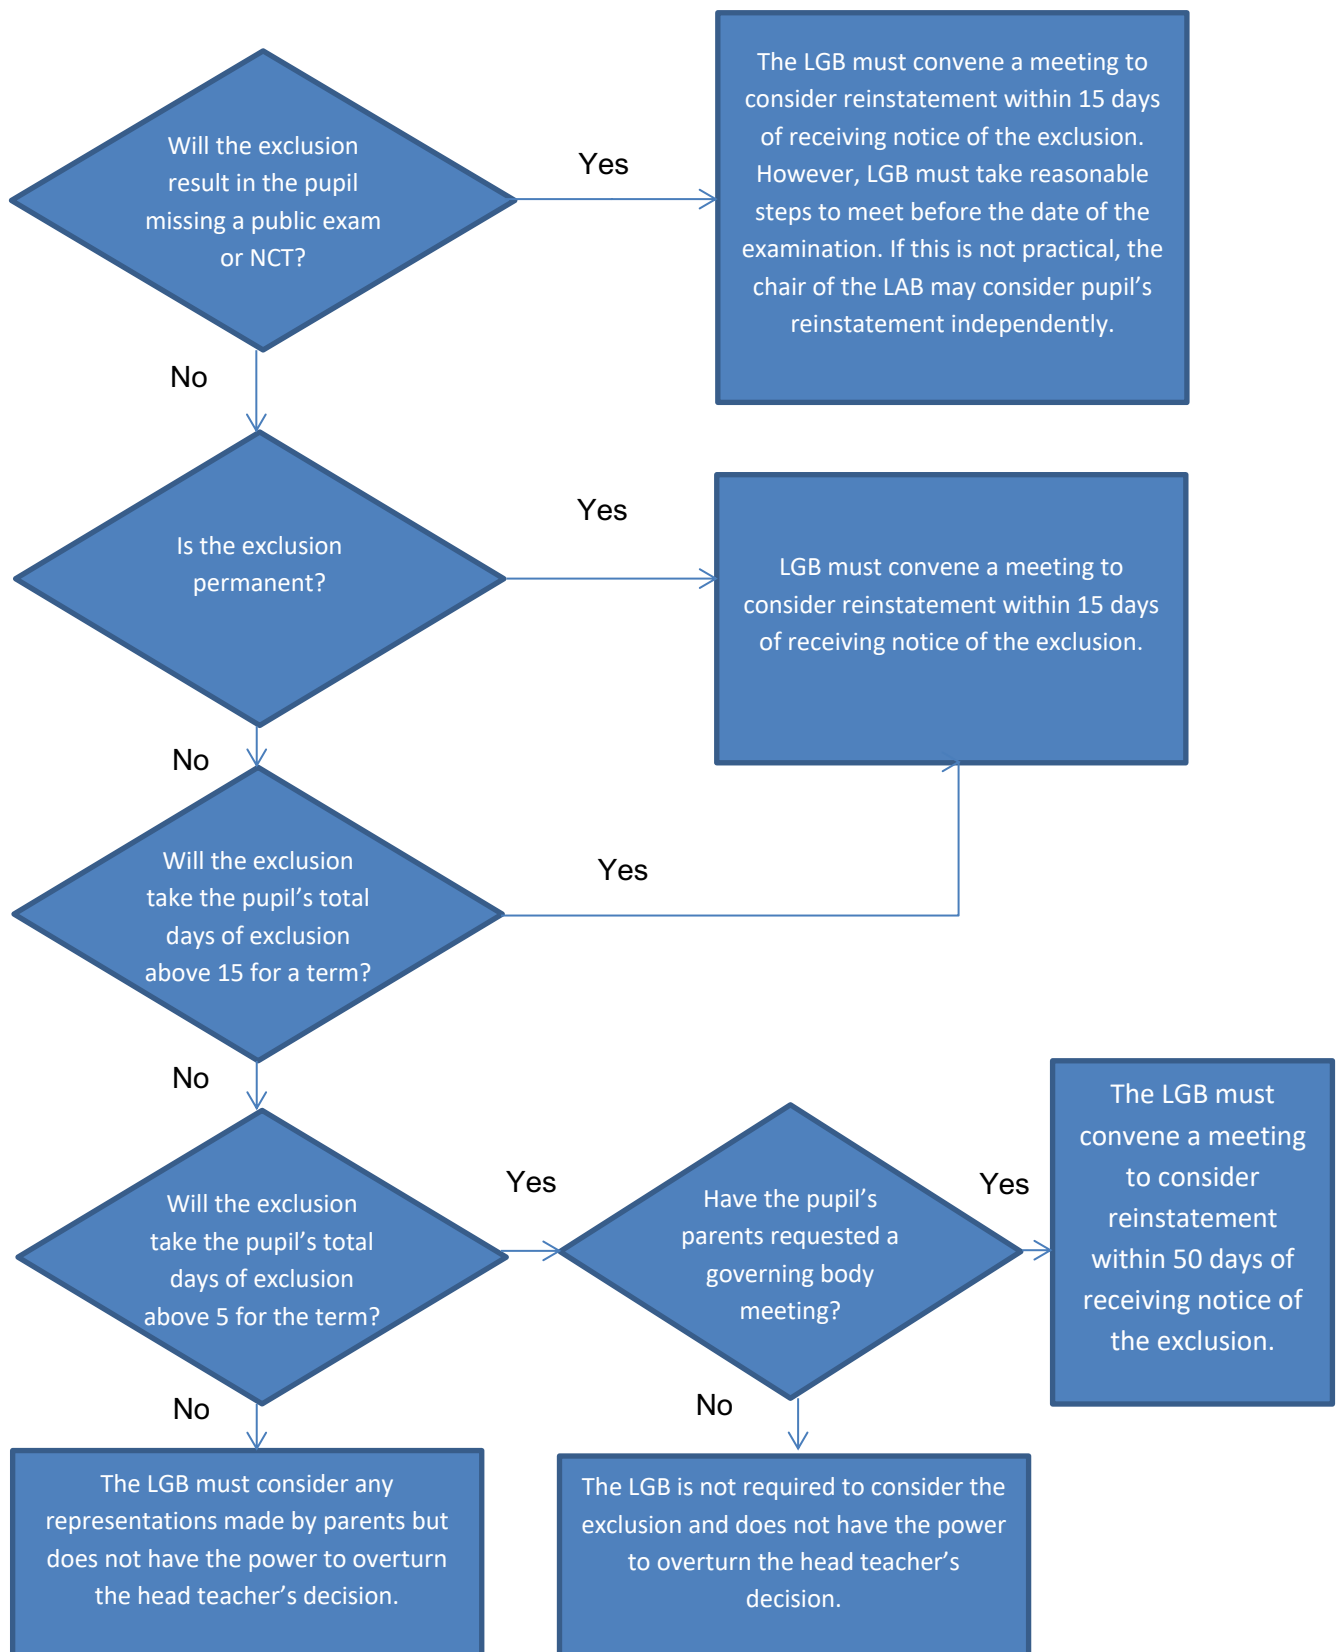 Will the exclusion
result in the pupil
missing a public exam
or NCT?
Yes
The LGB must convene a meeting to
consider reinstatement within 15 days
of receiving notice of the exclusion.
However, LGB must take reasonable
steps to meet before the date of the
examination. If this is not practical, the
chair of the LAB may consider pupil’s
reinstatement independently.
No
Is the exclusion
permanent?
Yes
LGB must convene a meeting to
consider reinstatement within 15 days
of receiving notice of the exclusion.
No
Will the exclusion
take the pupil’s total
days of exclusion
above 15 for a term?
Yes
No
Will the exclusion
take the pupil’s total
days of exclusion
above 5 for the term?
Yes
Have the pupil’s
parents requested a
governing body
meeting?
Yes
The LGB must
convene a meeting
to consider
reinstatement
within 50 days of
receiving notice of
the exclusion.
No
The LGB must consider any
representations made by parents but
does not have the power to overturn
the head teacher’s decision.
No
The LGB is not required to consider the
exclusion and does not have the power
to overturn the head teacher’s
decision.